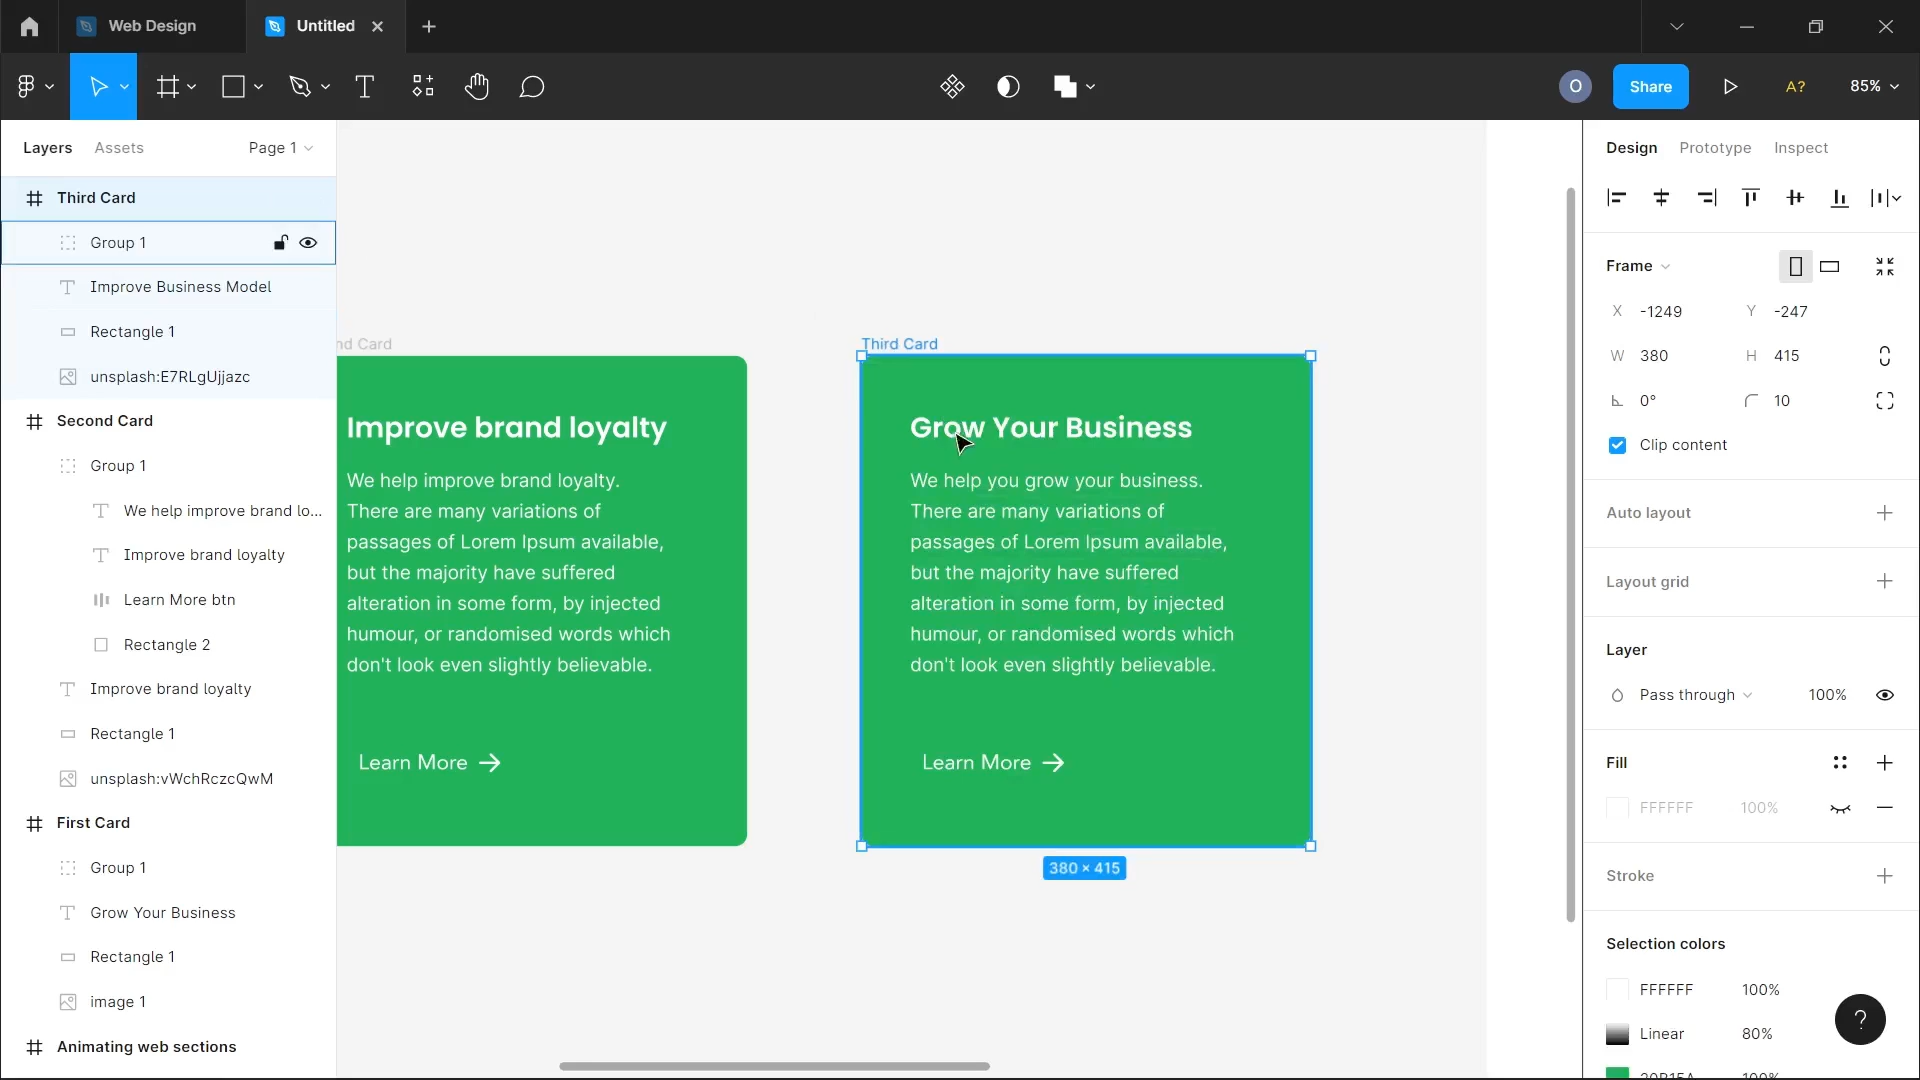 Web Design
Untitled
O
Share
A?
85%
Layers
Assets
Page 1
Third Card
Group 1
Improve Business Model
Rectangle 1
unsplash:E7RLgUjjazc
Second Card
Group 1
We help improve brand lo...
Improve brand loyalty
Learn More btn
Rectangle 2
Improve brand loyalty
Rectangle 1
unsplash:vWchRczcQwM
First Card
Group 1
Grow Your Business
Rectangle 1
image 1
Animating web sections
nd Card
Improve brand loyalty
We help improve brand loyalty.
There are many variations of
passages of Lorem Ipsum available,
but the majority have suffered
alteration in some form, by injected
humour, or randomised words which
don't look even slightly believable.
Learn More
Third Card
Grow Your Business
We help you grow your business.
There are many variations of
passages of Lorem Ipsum available,
but the majority have suffered
alteration in some form, by injected
humour, or randomised words which
don't look even slightly believable.
Learn More
380 × 415
Design
Prototype
Inspect
Frame
X -1249 Y -247
W 380 H 415
0° 10
Clip content
Auto layout
Layout grid
Layer
Pass through 100%
Fill
FFFFFF 100%
Stroke
Selection colors
FFFFFF 100%
Linear 80%
100%
?